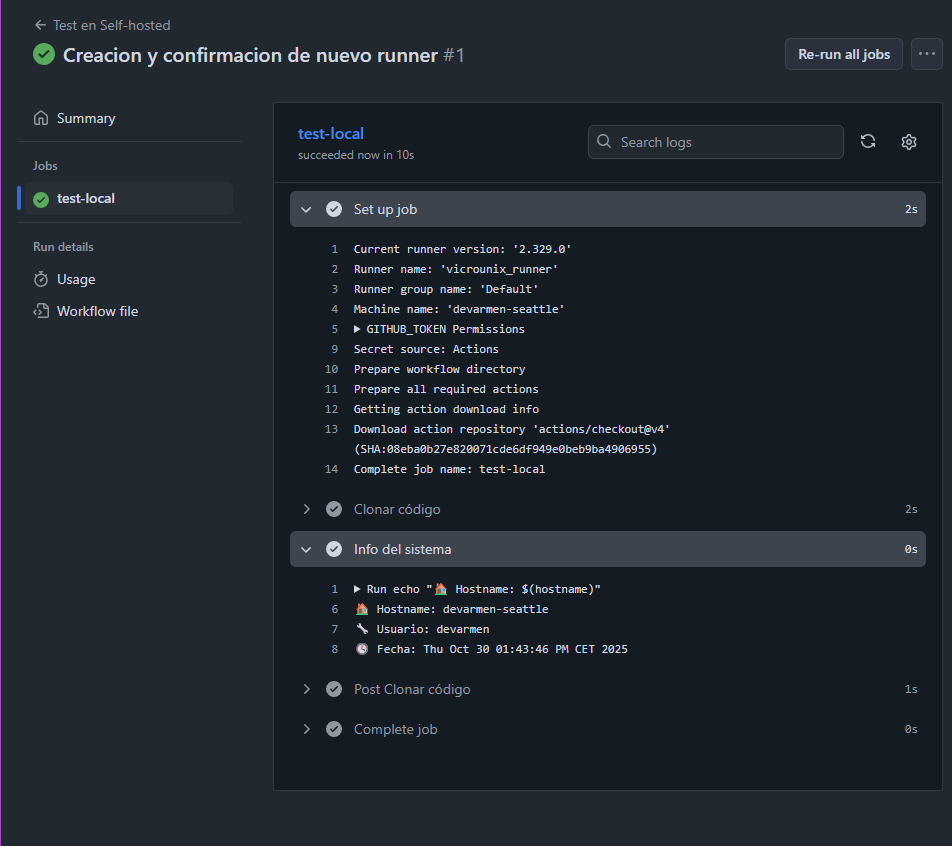 Test en Self-hosted
Creacion y confirmacion de nuevo runner #1
Re-run all jobs
Summary
Jobs
test-local
Run details
Usage
Workflow file
test-local
succeeded now in 10s
Search logs
Set up job 2s
1 Current runner version: '2.329.0'
2 Runner name: 'vicrounix_runner'
3 Runner group name: 'Default'
4 Machine name: 'devarmen-seattle'
5 GITHUB_TOKEN Permissions
9 Secret source: Actions
10 Prepare workflow directory
11 Prepare all required actions
12 Getting action download info
13 Download action repository 'actions/checkout@v4'
(SHA:08eba0b27e820071cde6df949e0beb9ba4906955)
14 Complete job name: test-local
Clonar código 2s
Info del sistema 0s
1 Run echo "🏠 Hostname: $(hostname)"
6 🏠 Hostname: devarmen-seattle
7 🔧 Usuario: devarmen
8 🕒 Fecha: Thu Oct 30 01:43:46 PM CET 2025
Post Clonar código 1s
Complete job 0s